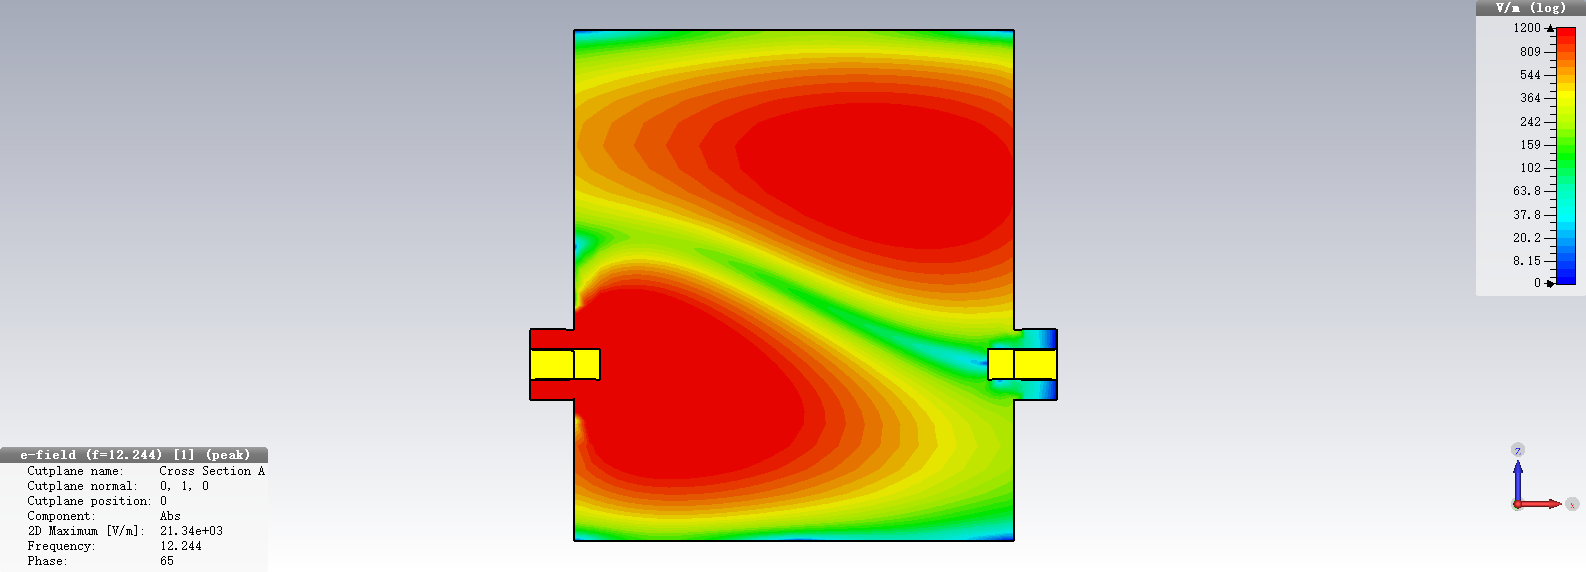 V/m (log)
1200
809
544
364
242
159
102
63.8
37.8
20.2
8.15
0
e-field (f=12.244) [1] (peak)
Cutplane name: Cross Section A
Cutplane normal: 0, 1, 0
Cutplane position: 0
Component: Abs
2D Maximum [V/m]: 21.34e+03
Frequency: 12.244
Phase: 65
z
x